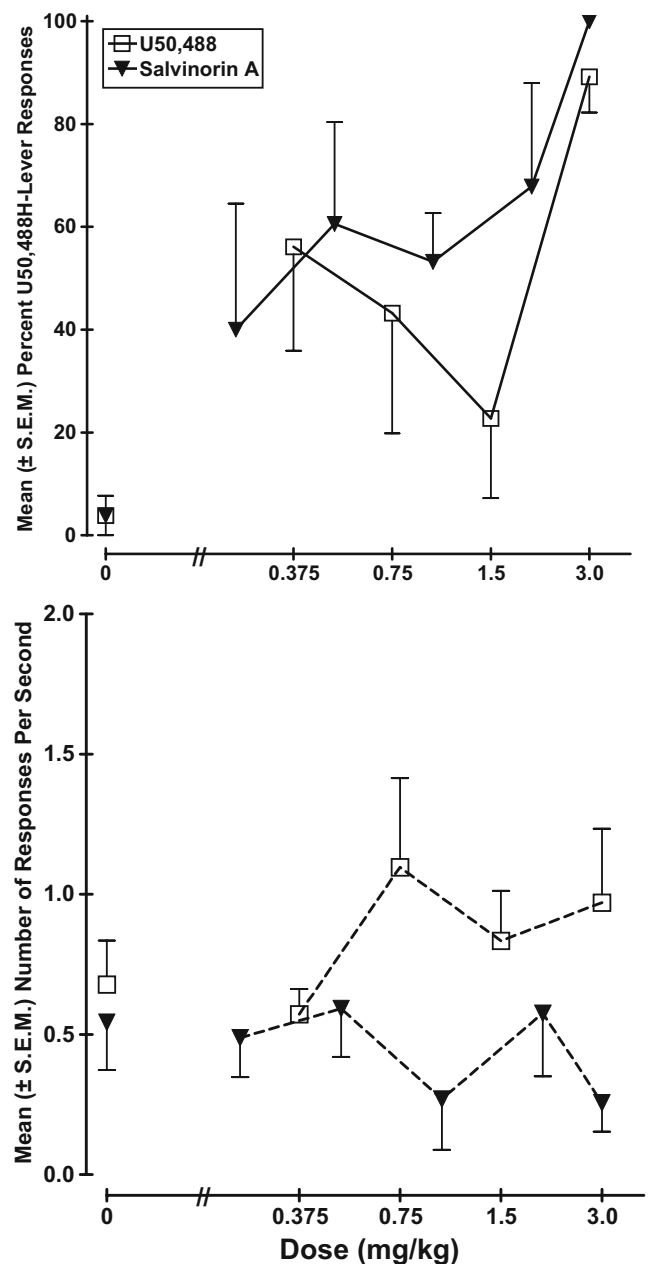 Mean (± S.E.M.) Percent U50,488H-Lever Responses
100
80
60
40
20
0
U50,488
Salvinorin A
0 // 0.375 0.75 1.5 3.0
Mean (± S.E.M.) Number of Responses Per Second
2.0
1.5
1.0
0.5
0.0
0 // 0.375 0.75 1.5 3.0
Dose (mg/kg)